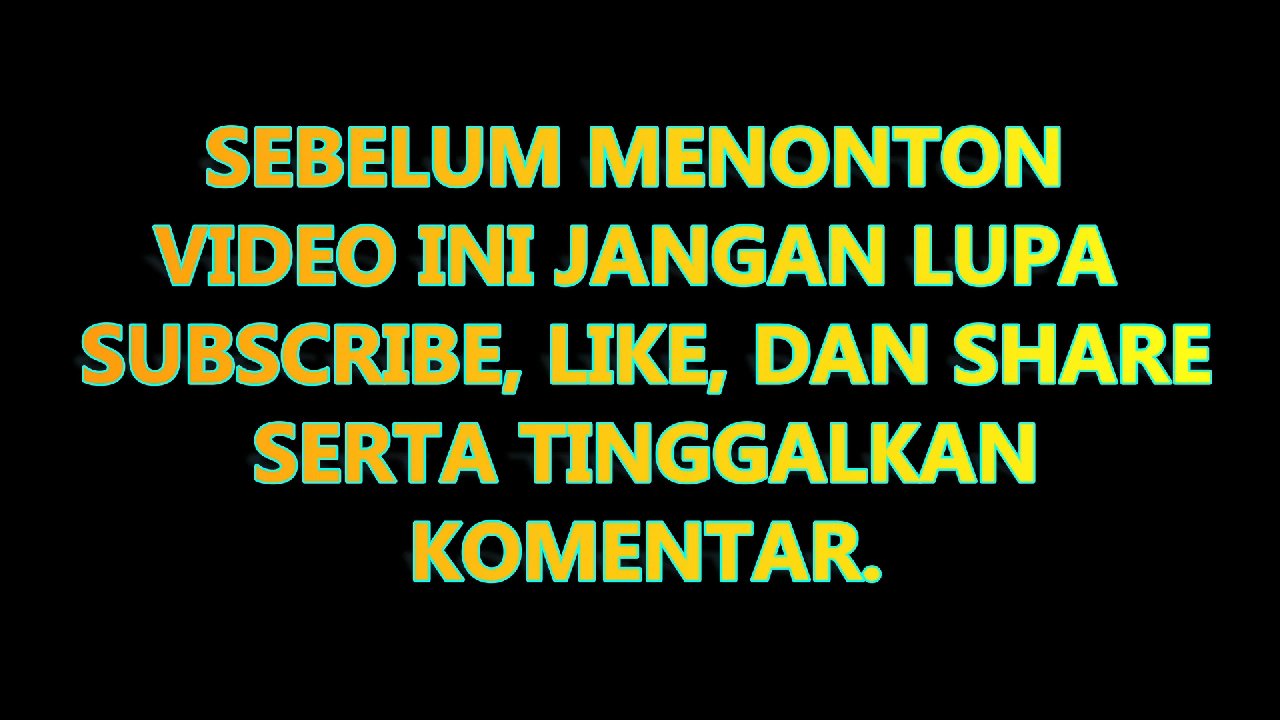 SEBELUM MENONTON
VIDEO INI JANGAN LUPA
SUBSCRIBE, LIKE, DAN SHARE
SERTA TINGGALKAN
KOMENTAR.